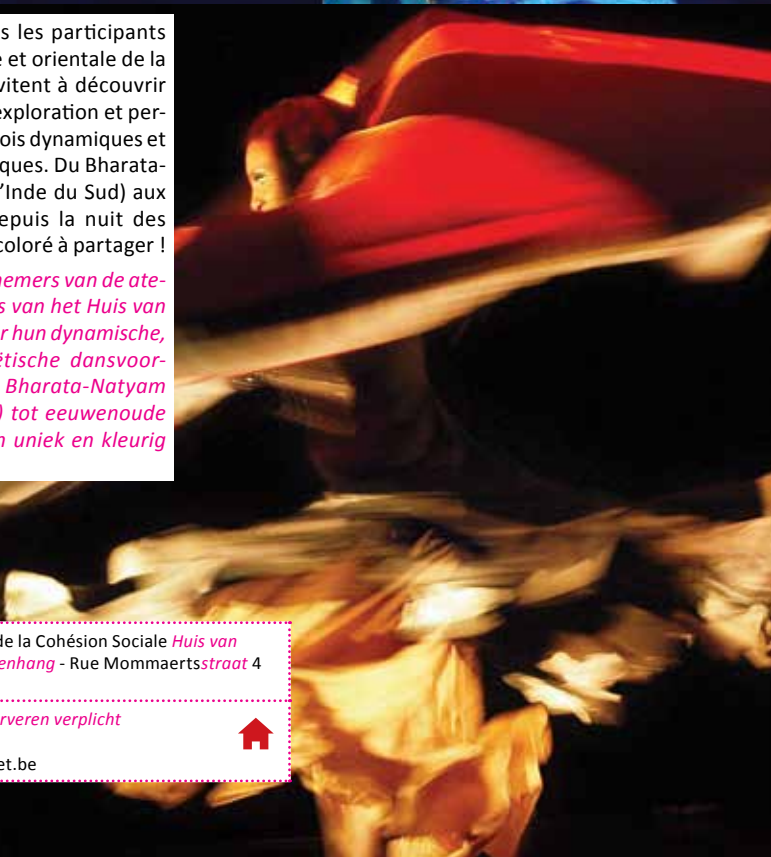 s les participants
e et orientale de la
vitent à découvrir
exploration et per-
ois dynamiques et
ques. Du Bharata-
'Inde du Sud) aux
epuis la nuit des
coloré à partager !
nemers van de ate-
s van het Huis van
r hun dynamische,
ëtische dansvoor-
Bharata-Natyam
) tot eeuwenoude
n uniek en kleurig
de la Cohésion Sociale Huis van
enhang - Rue Mommaertsstraat 4
rveren verplicht
et.be